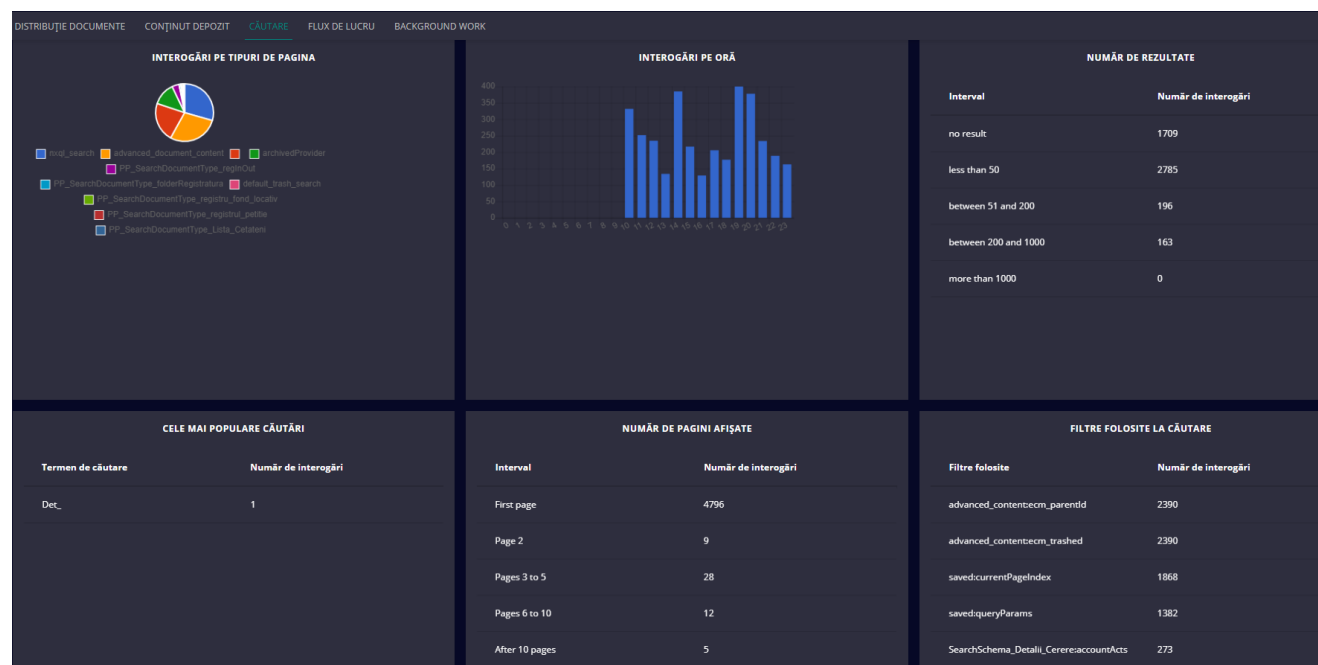 DISTRIBUȚIE DOCUMENTE CONȚINUT DEPOZIT CĂUTARE FLUX DE LUCRU BACKGROUND WORK
INTEROGĂRI PE TIPURI DE PAGINA
nxql_search advanced_document_content archivedProvider
PP_SearchDocumentType_regInOut
PP_SearchDocumentType_folderRegistratura default_trash_search
PP_SearchDocumentType_registru_fond_locativ
PP_SearchDocumentType_registrul_petitie
PP_SearchDocumentType_Lista_Cetateni
INTEROGĂRI PE ORĂ
400
350
300
250
200
150
100
50
0
0 1 2 3 4 5 6 7 8 9 10 11 12 13 14 15 16 17 18 19 20 21 22 23
NUMĂR DE REZULTATE
Interval Număr de interogări
no result 1709
less than 50 2785
between 51 and 200 196
between 200 and 1000 163
more than 1000 0
CELE MAI POPULARE CĂUTĂRI
Termen de căutare Număr de interogări
Det_ 1
NUMĂR DE PAGINI AFIȘATE
Interval Număr de interogări
First page 4796
Page 2 9
Pages 3 to 5 28
Pages 6 to 10 12
After 10 pages 5
FILTRE FOLOSITE LA CĂUTARE
Filtre folosite Număr de interogări
advanced_content:ecm_parentId 2390
advanced_content:ecm_trashed 2390
saved:currentPageIndex 1868
saved:queryParams 1382
SearchSchema_Detalii_Cerere:accountActs 273